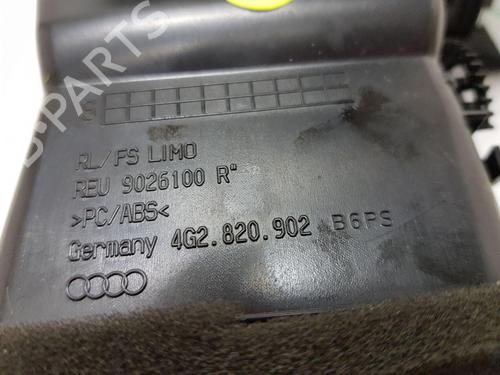 B-PARTS
S
RL/FS LIMO
REU 9026100 R"
>PC/ABS<
Germany 4G2.820.902 B6PS